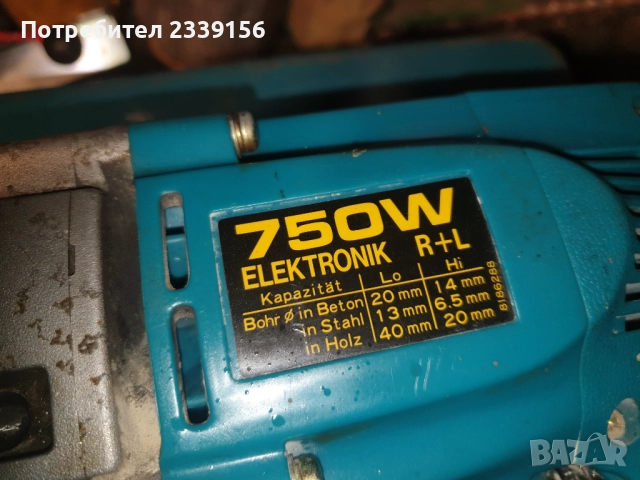 Потребител 2339156
750W
ELEKTRONIK R+L
Kapazität Lo Hi
Bohr ø in Beton 20 mm 14 mm
in Stahl 13 mm 6.5 mm
in Holz 40 mm 20 mm
8186288
BAZAR